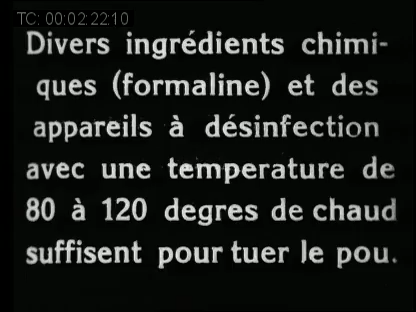 TC: 00:02:22:10
Divers ingrédients chimi-
ques (formaline) et des
appareils à désinfection
avec une temperature de
80 à 120 degres de chaud
suffisent pour tuer le pou.